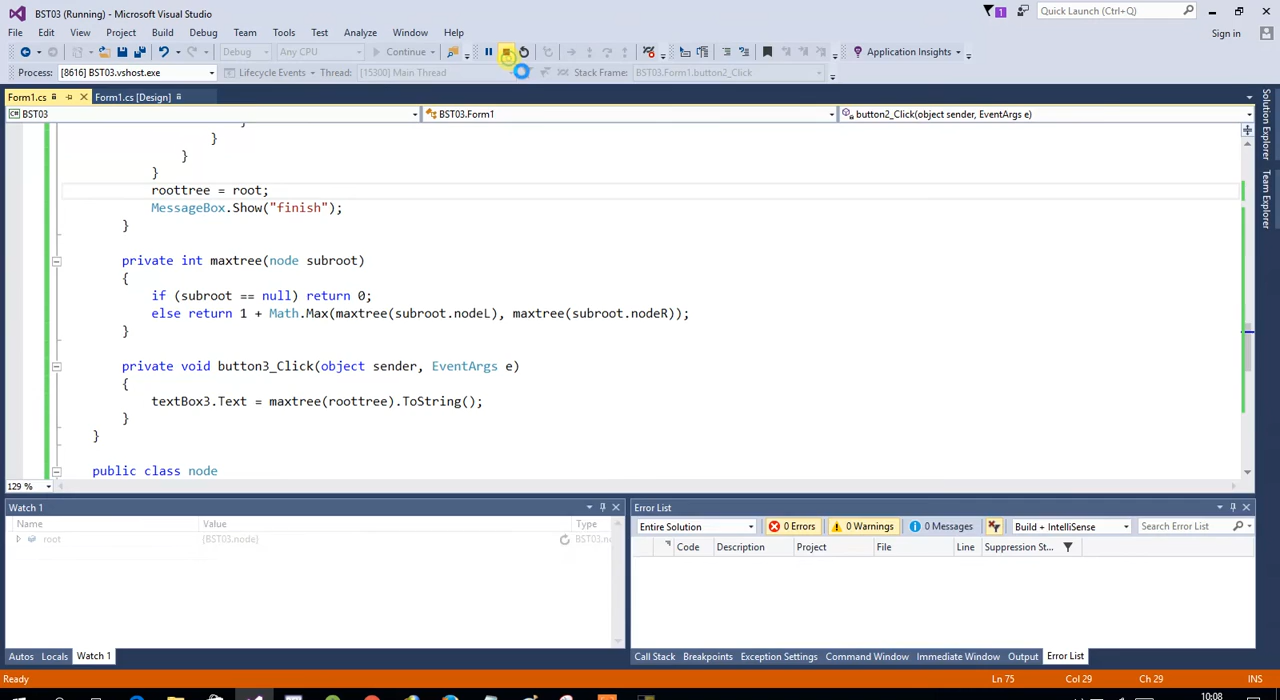 BST03 (Running) - Microsoft Visual Studio
1
Quick Launch (Ctrl+Q)
File Edit View Project Build Debug Team Tools Test Analyze Window Help
Sign in
Debug Any CPU Continue Application Insights
Process: [8616] BST03.vshost.exe Lifecycle Events Thread: [15300] Main Thread Stack Frame: BST03.Form1.button2_Click
Form1.cs Form1.cs [Design]
BST03 BST03.Form1 button2_Click(object sender, EventArgs e)
}
}
}
}
roottree = root;
MessageBox.Show("finish");
}
private int maxtree(node subroot)
{
if (subroot == null) return 0;
else return 1 + Math.Max(maxtree(subroot.nodeL), maxtree(subroot.nodeR));
}
private void button3_Click(object sender, EventArgs e)
{
textBox3.Text = maxtree(roottree).ToString();
}
}
public class node
129 %
Solution Explorer
Team Explorer
Watch 1
Name Value Type
root {BST03.node}
Autos Locals Watch 1
Error List
Entire Solution 0 Errors 0 Warnings 0 Messages Build + IntelliSense Search Error List
Code Description Project File Line Suppression St...
Call Stack Breakpoints Exception Settings Command Window Immediate Window Output Error List
Ready Ln 75 Col 29 Ch 29 INS
10:08